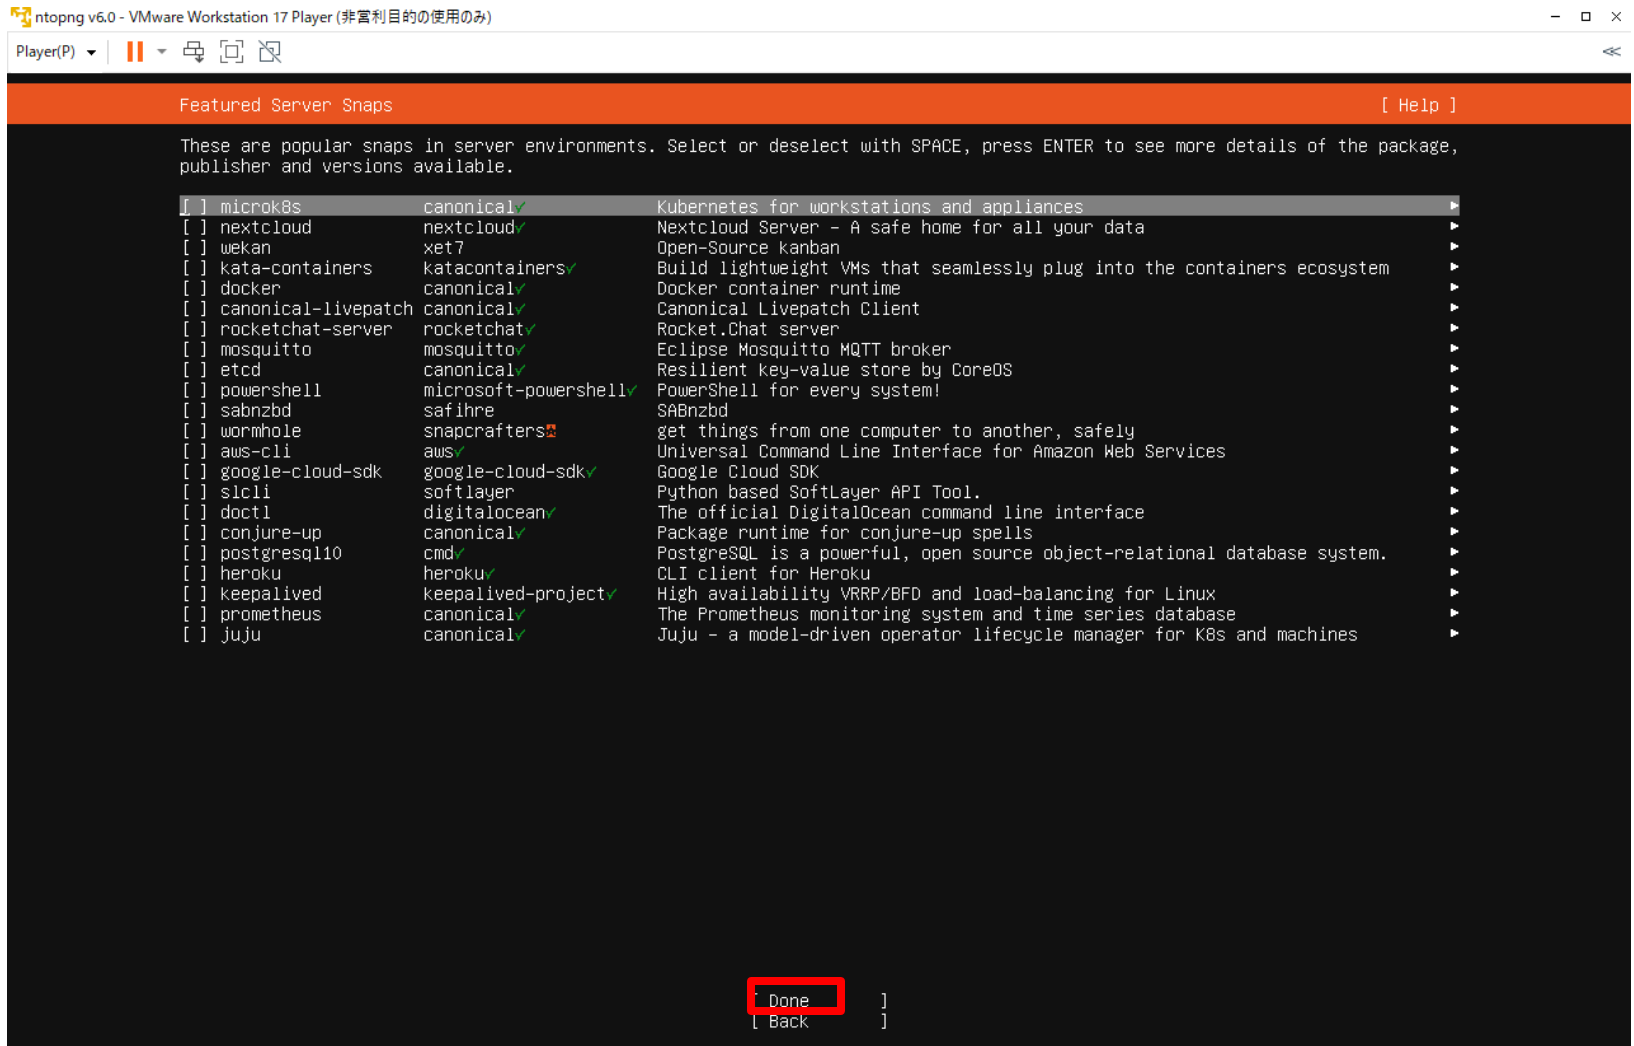 ntopng v6.0 - VMware Workstation 17 Player (非営利目的の使用のみ)
Player(P)
Featured Server Snaps [ Help ]
These are popular snaps in server environments. Select or deselect with SPACE, press ENTER to see more details of the package,
publisher and versions available.
[ ] microk8s canonical✓ Kubernetes for workstations and appliances ▸
[ ] nextcloud nextcloud✓ Nextcloud Server – A safe home for all your data ▸
[ ] wekan xet7 Open-Source kanban ▸
[ ] kata-containers katacontainers✓ Build lightweight VMs that seamlessly plug into the containers ecosystem ▸
[ ] docker canonical✓ Docker container runtime ▸
[ ] canonical-livepatch canonical✓ Canonical Livepatch Client ▸
[ ] rocketchat-server rocketchat✓ Rocket.Chat server ▸
[ ] mosquitto mosquitto✓ Eclipse Mosquitto MQTT broker ▸
[ ] etcd canonical✓ Resilient key-value store by CoreOS ▸
[ ] powershell microsoft-powershell✓ PowerShell for every system! ▸
[ ] sabnzbd safihre SABnzbd ▸
[ ] wormhole snapcrafters get things from one computer to another, safely ▸
[ ] aws-cli aws✓ Universal Command Line Interface for Amazon Web Services ▸
[ ] google-cloud-sdk google-cloud-sdk✓ Google Cloud SDK ▸
[ ] slcli softlayer Python based SoftLayer API Tool. ▸
[ ] doctl digitalocean✓ The official DigitalOcean command line interface ▸
[ ] conjure-up canonical✓ Package runtime for conjure-up spells ▸
[ ] postgresql10 cmd✓ PostgreSQL is a powerful, open source object-relational database system. ▸
[ ] heroku heroku✓ CLI client for Heroku ▸
[ ] keepalived keepalived-project✓ High availability VRRP/BFD and load-balancing for Linux ▸
[ ] prometheus canonical✓ The Prometheus monitoring system and time series database ▸
[ ] juju canonical✓ Juju - a model-driven operator lifecycle manager for K8s and machines ▸
[ Done ]
[ Back ]